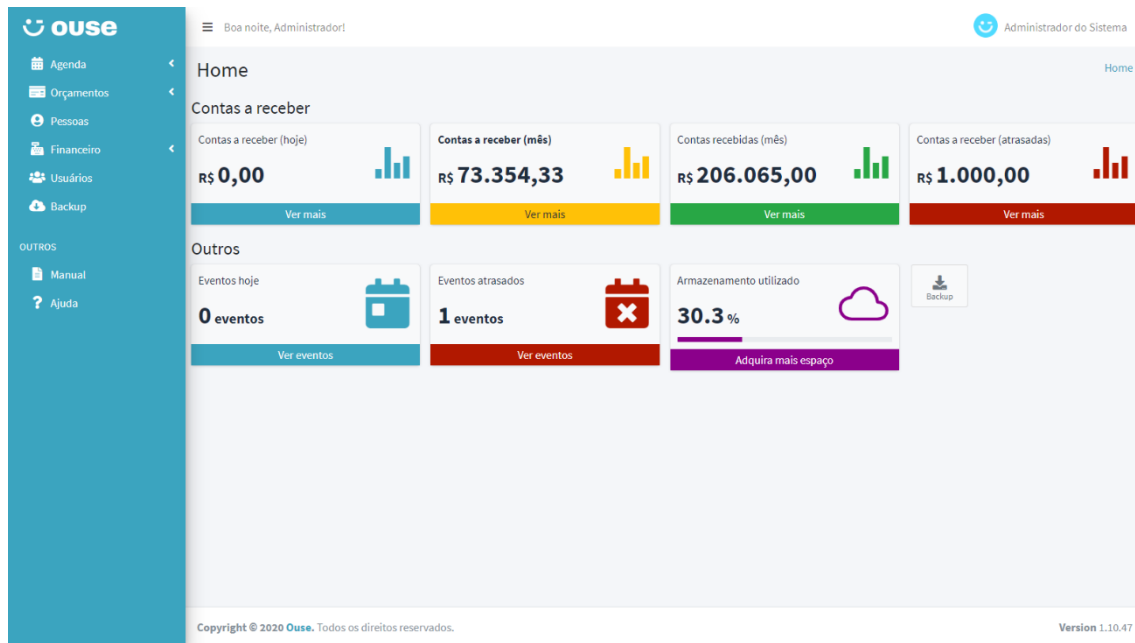 ouse
Boa noite, Administrador!
Administrador do Sistema
Agenda
Orçamentos
Pessoas
Financeiro
Usuários
Backup
OUTROS
Manual
Ajuda
Home
Home
Contas a receber
Contas a receber (hoje)
R$ 0,00
Ver mais
Contas a receber (mês)
R$ 73.354,33
Ver mais
Contas recebidas (mês)
R$ 206.065,00
Ver mais
Contas a receber (atrasadas)
R$ 1.000,00
Ver mais
Outros
Eventos hoje
0 eventos
Ver eventos
Eventos atrasados
1 eventos
Ver eventos
Armazenamento utilizado
30.3 %
Adquira mais espaço
Backup
Copyright © 2020 Ouse. Todos os direitos reservados.
Version 1.10.47